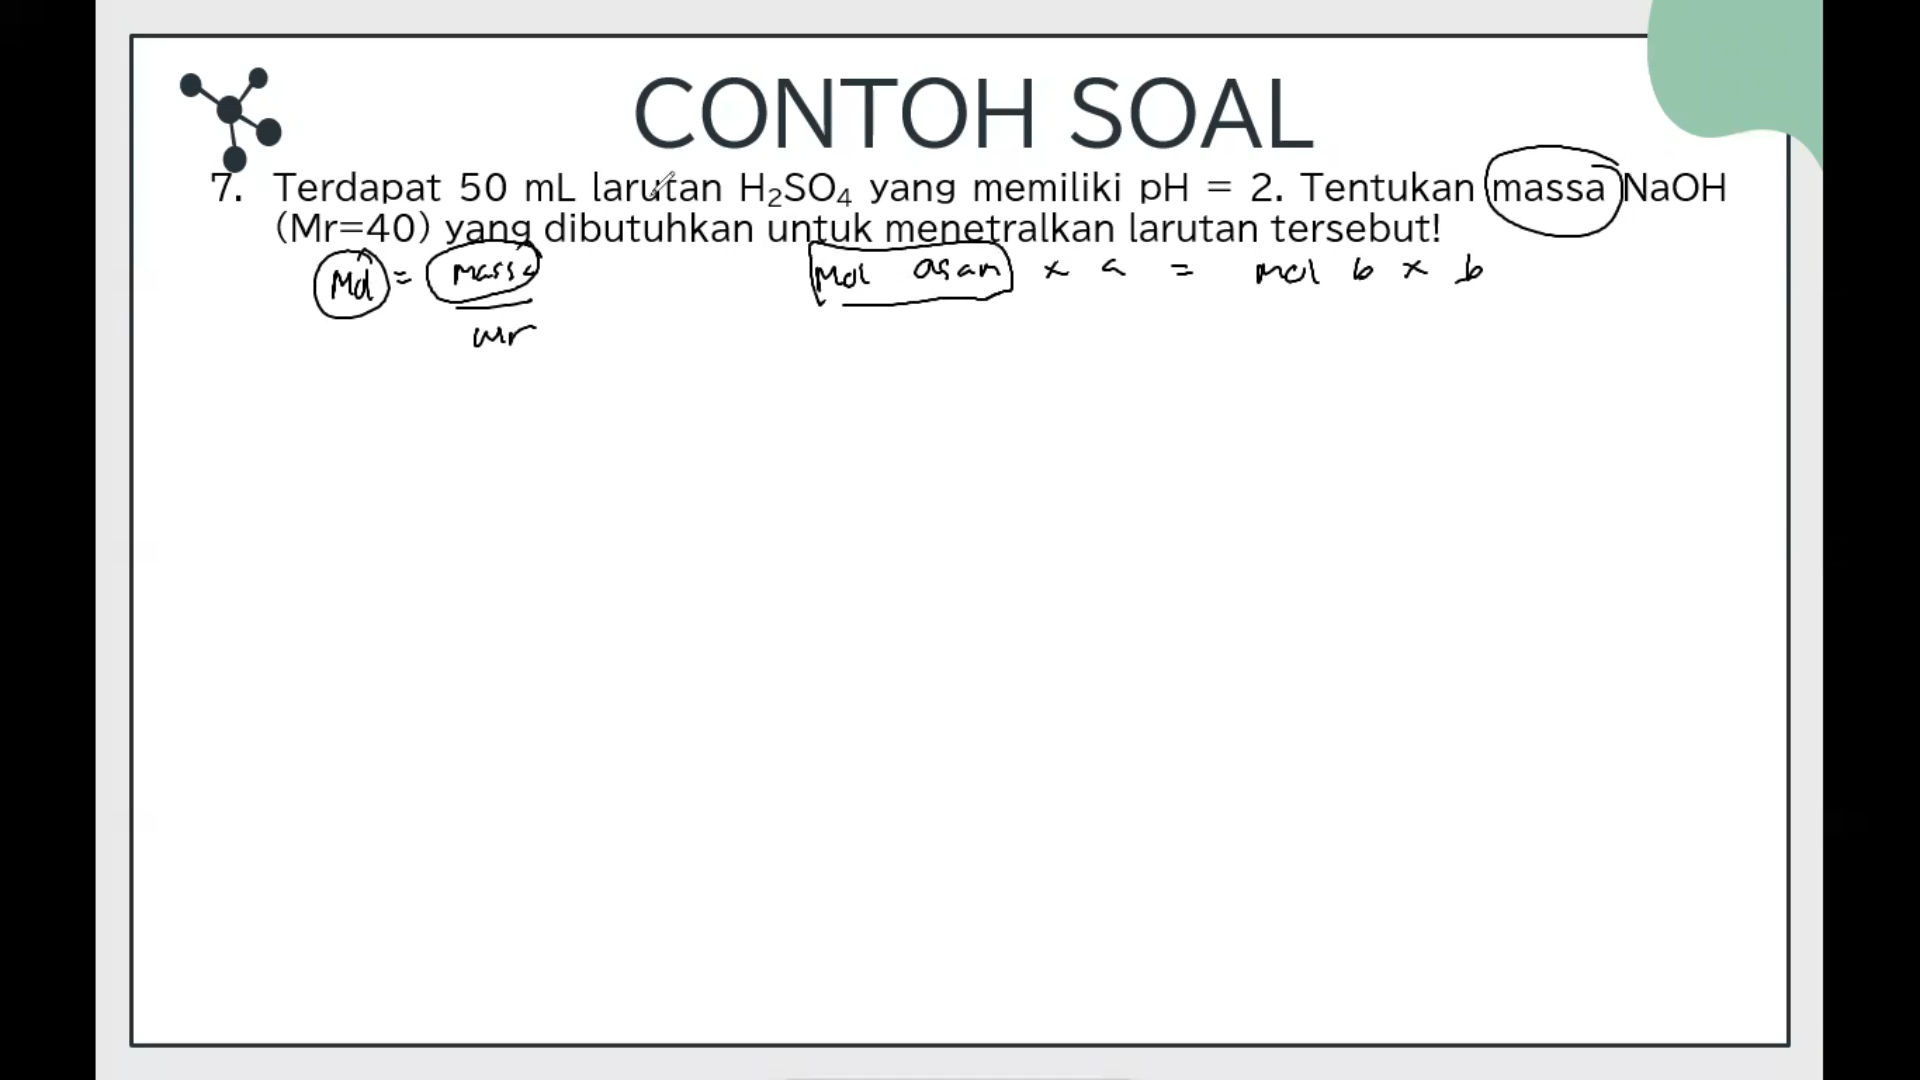 CONTOH SOAL
7. Terdapat 50 mL larutan H₂SO₄ yang memiliki pH = 2. Tentukan massa NaOH
(Mr=40) yang dibutuhkan untuk menetralkan larutan tersebut!
Mol = massa
Mr
Mol asam × a = mol b × b